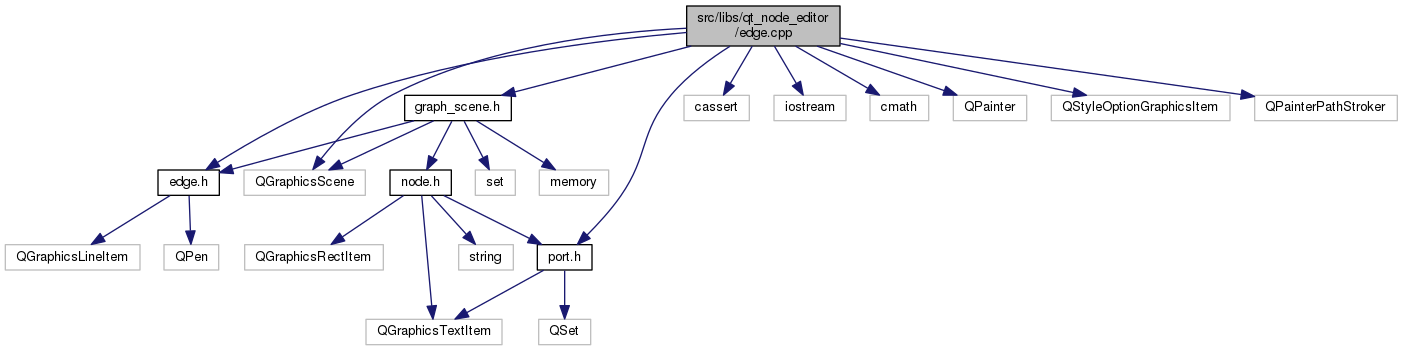 src/libs/qt_node_editor
/edge.cpp
graph_scene.h
cassert
iostream
cmath
QPainter
QStyleOptionGraphicsItem
QPainterPathStroker
edge.h
QGraphicsScene
node.h
set
memory
QGraphicsLineItem
QPen
QGraphicsRectItem
string
port.h
QGraphicsTextItem
QSet